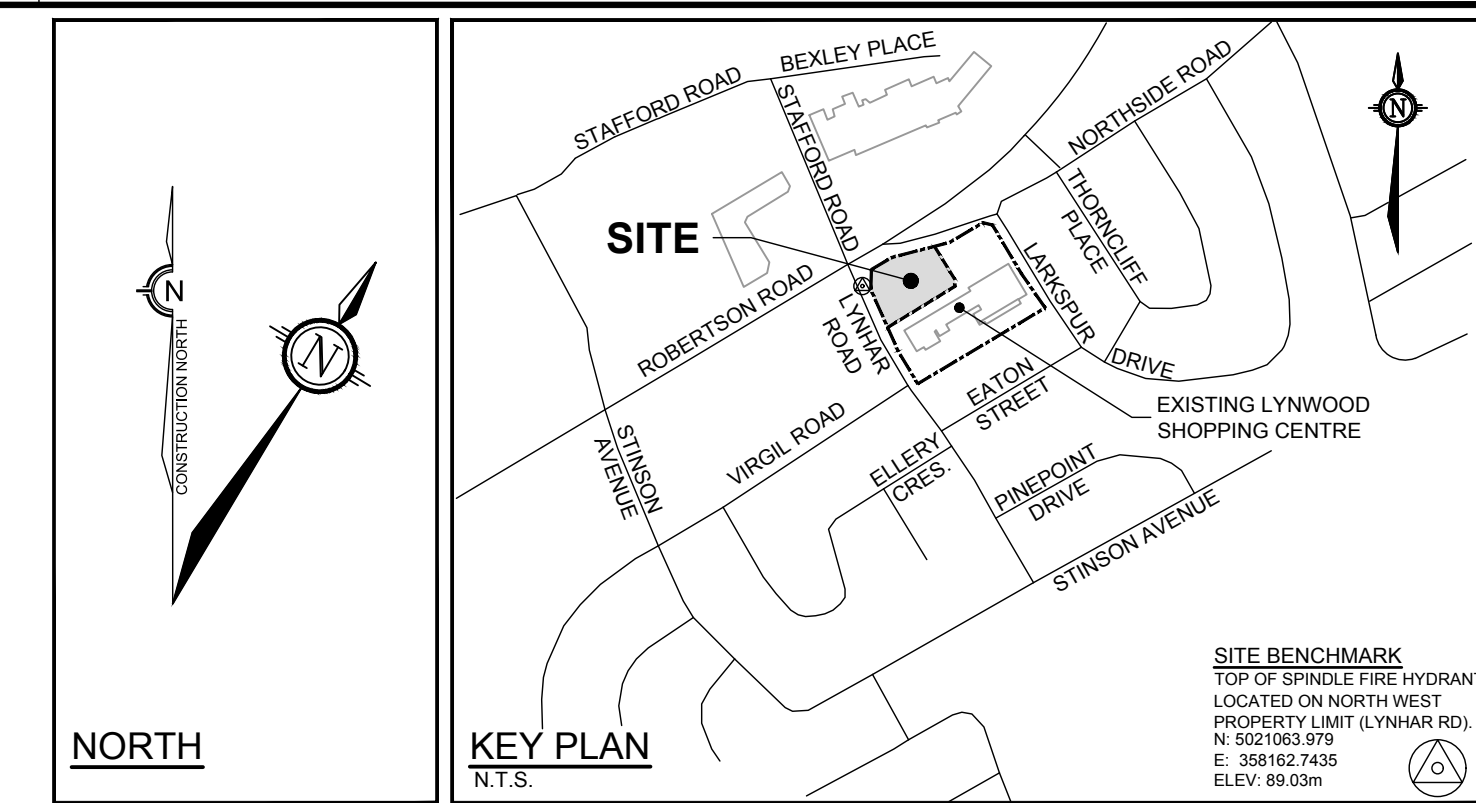 N
CONSTRUCTION NORTH
N
NORTH
BEXLEY PLACE
STAFFORD ROAD
STAFFORD ROAD
NORTHSIDE ROAD
N
THORNCLIFF
PLACE
SITE
LARKSPUR
DRIVE
ROBERTSON ROAD
LYNHAR
ROAD
EATON
STREET
EXISTING LYNWOOD
SHOPPING CENTRE
VIRGIL ROAD
STINSON
AVENUE
ELLERY
CRES.
PINEPOINT
DRIVE
STINSON AVENUE
KEY PLAN
N.T.S.
SITE BENCHMARK
TOP OF SPINDLE FIRE HYDRANT
LOCATED ON NORTH WEST
PROPERTY LIMIT (LYNHAR RD).
N: 5021063.979
E: 358162.7435
ELEV: 89.03m